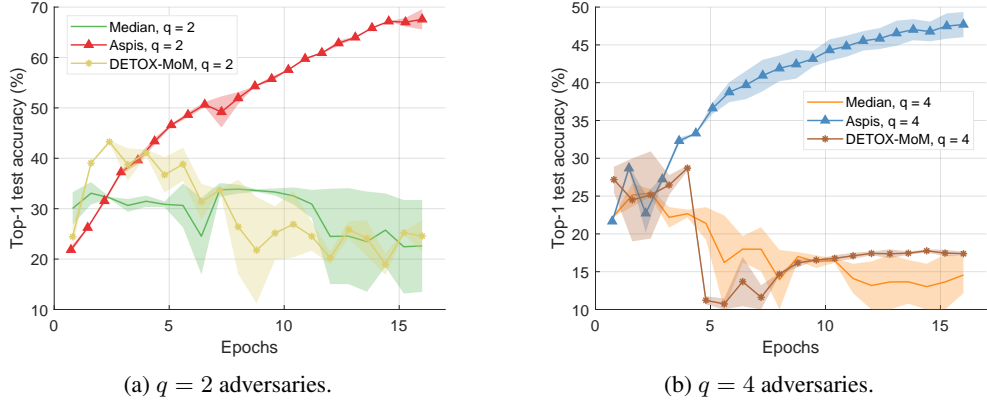 70
60
50
40
30
20
10
Top-1 test accuracy (%)
Median, q = 2
Aspis, q = 2
DETOX-MoM, q = 2
0
5
10
15
Epochs
(a) q = 2 adversaries.
50
45
40
35
30
25
20
15
10
Top-1 test accuracy (%)
Median, q = 4
Aspis, q = 4
DETOX-MoM, q = 4
0
5
10
15
Epochs
(b) q = 4 adversaries.